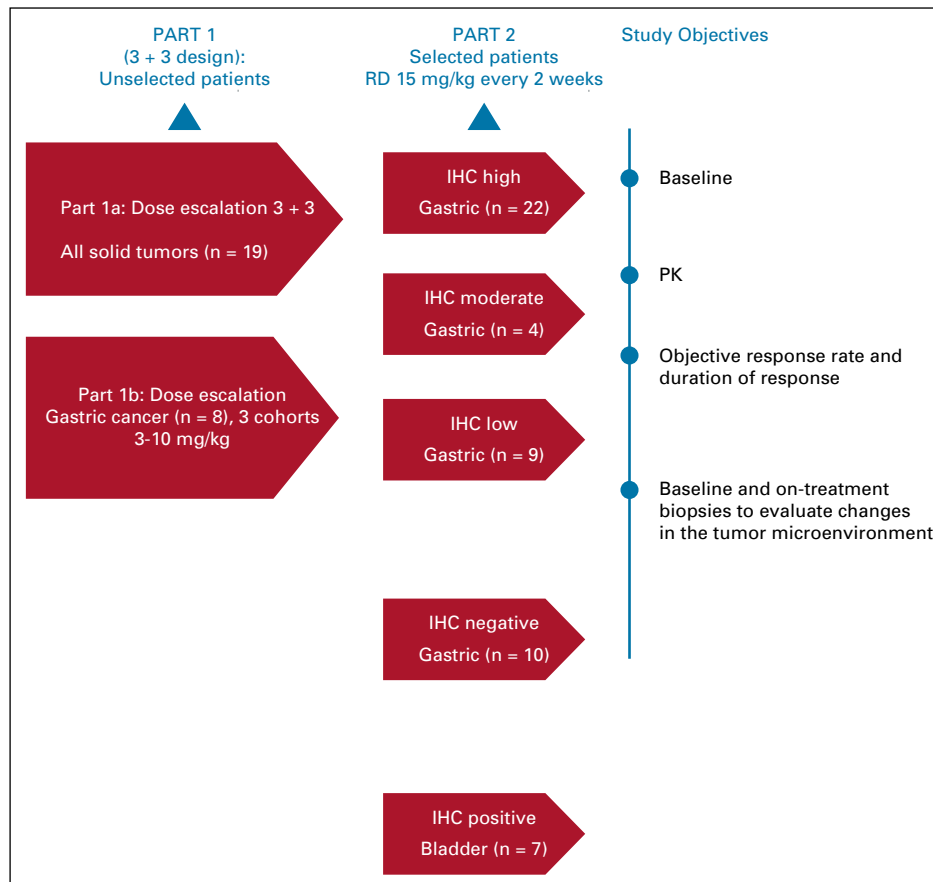 PART 1
(3 + 3 design):
Unselected patients
PART 2
Selected patients
RD 15 mg/kg every 2 weeks
Study Objectives
Part 1a: Dose escalation 3 + 3
All solid tumors (n = 19)
Part 1b: Dose escalation
Gastric cancer (n = 8), 3 cohorts
3-10 mg/kg
IHC high
Gastric (n = 22)
IHC moderate
Gastric (n = 4)
IHC low
Gastric (n = 9)
IHC negative
Gastric (n = 10)
IHC positive
Bladder (n = 7)
Baseline
PK
Objective response rate and
duration of response
Baseline and on-treatment
biopsies to evaluate changes
in the tumor microenvironment